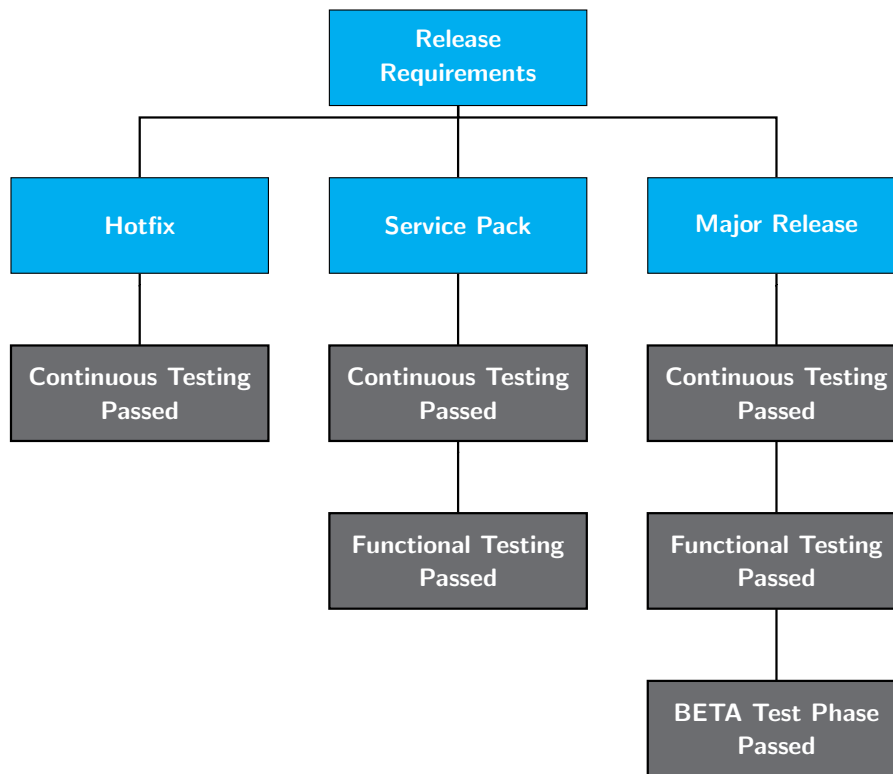 Release
Requirements
Hotfix
Service Pack
Major Release
Continuous Testing
Passed
Continuous Testing
Passed
Continuous Testing
Passed
Functional Testing
Passed
Functional Testing
Passed
BETA Test Phase
Passed